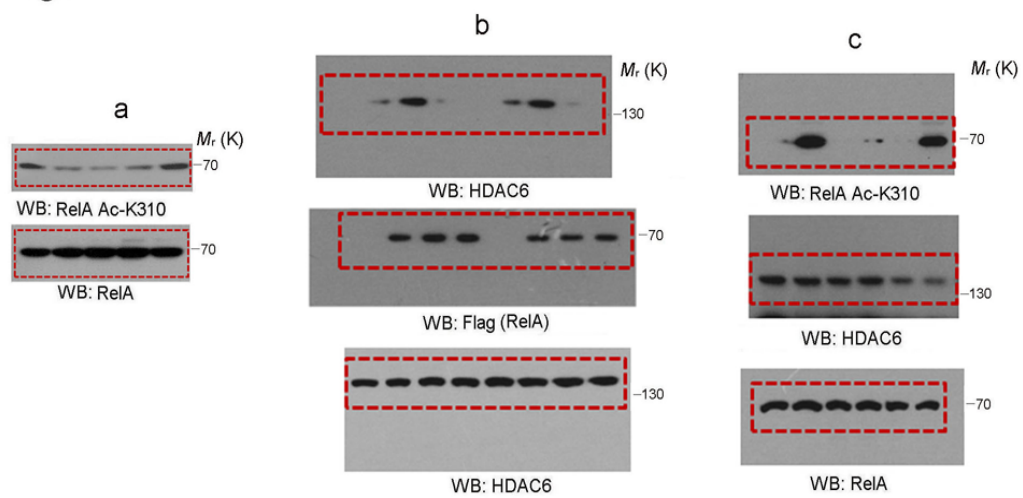 a
Mr (K)
–70
WB: RelA Ac-K310
–70
WB: RelA
b
Mr (K)
–130
WB: HDAC6
–70
WB: Flag (RelA)
–130
WB: HDAC6
c
Mr (K)
–70
WB: RelA Ac-K310
–130
WB: HDAC6
–70
WB: RelA